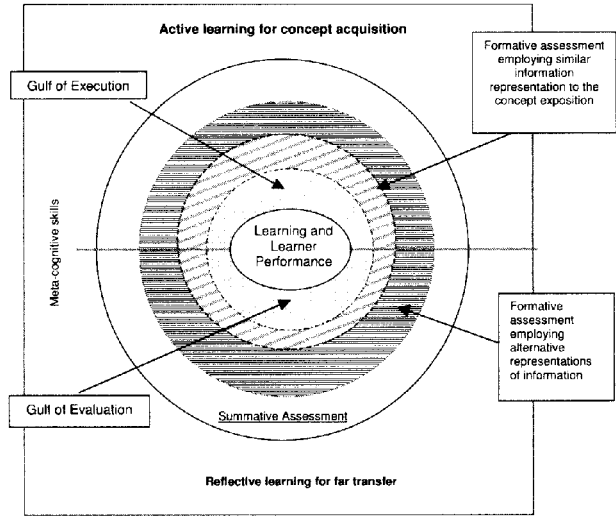 Active learning for concept acquisition
Formative assessment
employing similar
information
representation to the
concept exposition
Gulf of Execution
Meta-cognitive skills
Learning and
Learner
Performance
Formative
assessment
employing
alternative
representations
of information
Gulf of Evaluation
Summative Assessment
Reflective learning for far transfer